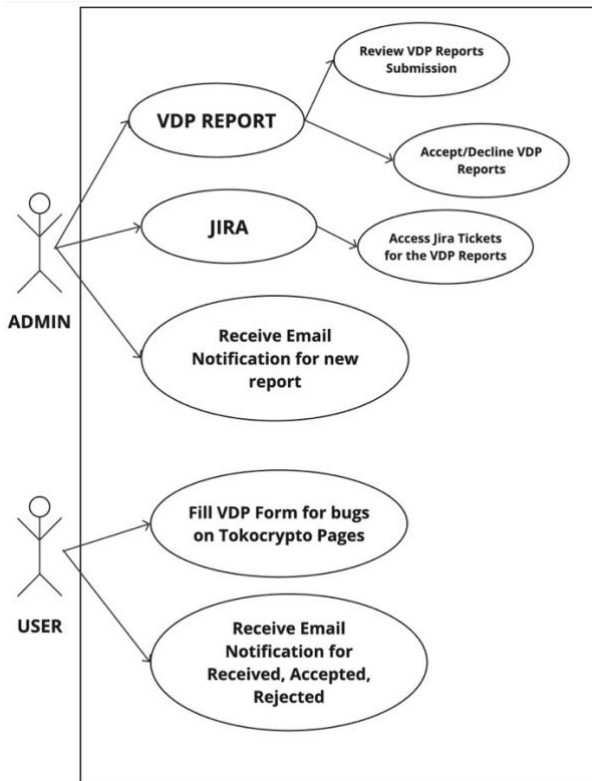 Review VDP Reports
Submission
VDP REPORT
Accept/Decline VDP
Reports
JIRA
Access Jira Tickets
for the VDP Reports
ADMIN
Receive Email
Notification for new
report
Fill VDP Form for bugs
on Tokocrypto Pages
USER
Receive Email
Notification for
Received, Accepted,
Rejected